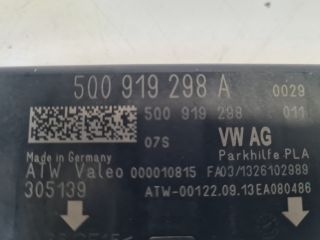 5Q0 919 298 A 0029
5Q0 919 298 011
07S VW AG
Made in Germany Parkhilfe PLA
ATW Valeo 000010815 FA03/1326102989
305139 ATW-00122.09.13EA080486